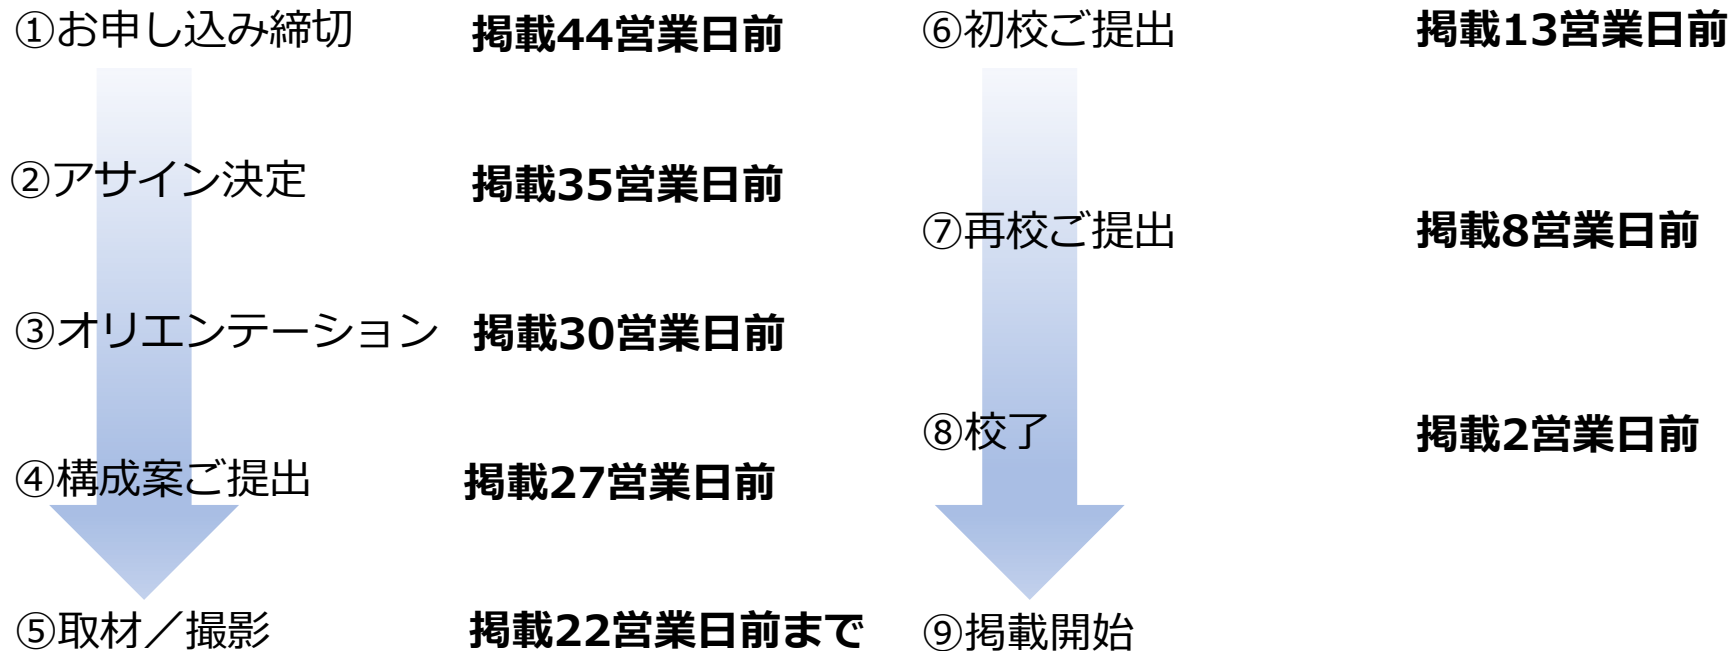 ①お申し込み締切 掲載44営業日前
②アサイン決定 掲載35営業日前
③オリエンテーション 掲載30営業日前
④構成案ご提出 掲載27営業日前
⑤取材／撮影 掲載22営業日前まで
⑥初校ご提出 掲載13営業日前
⑦再校ご提出 掲載8営業日前
⑧校了 掲載2営業日前
⑨掲載開始